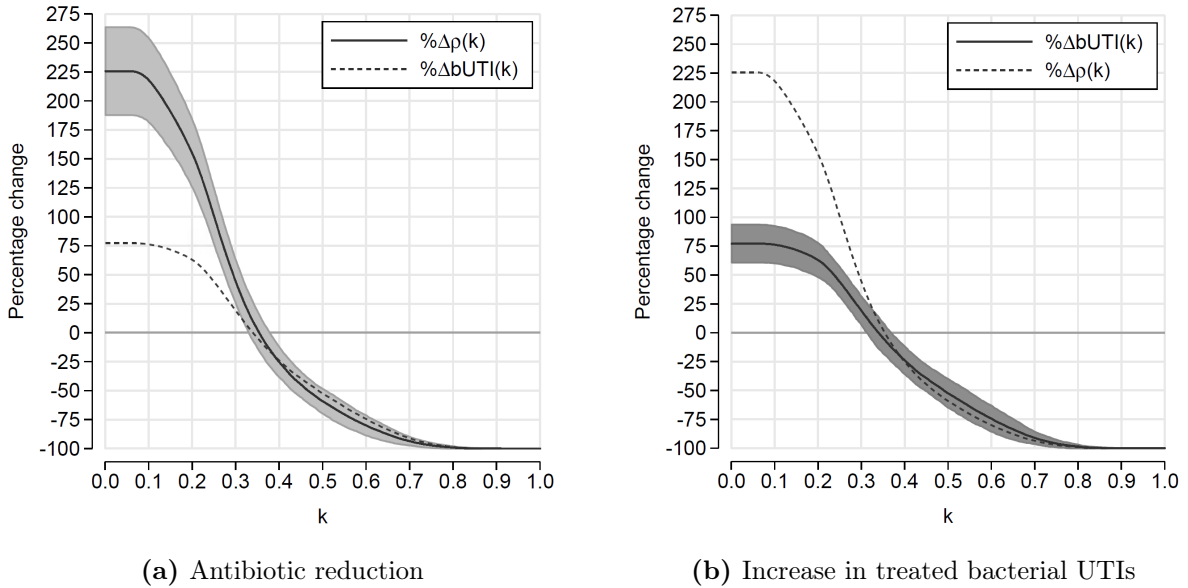 275
250
225
200
175
150
125
100
75
50
25
0
-25
-50
-75
-100
Percentage change
%Δρ(k)
%ΔbUTI(k)
0.0 0.1 0.2 0.3 0.4 0.5 0.6 0.7 0.8 0.9 1.0
k
(a) Antibiotic reduction
275
250
225
200
175
150
125
100
75
50
25
0
-25
-50
-75
-100
Percentage change
%ΔbUTI(k)
%Δρ(k)
0.0 0.1 0.2 0.3 0.4 0.5 0.6 0.7 0.8 0.9 1.0
k
(b) Increase in treated bacterial UTIs